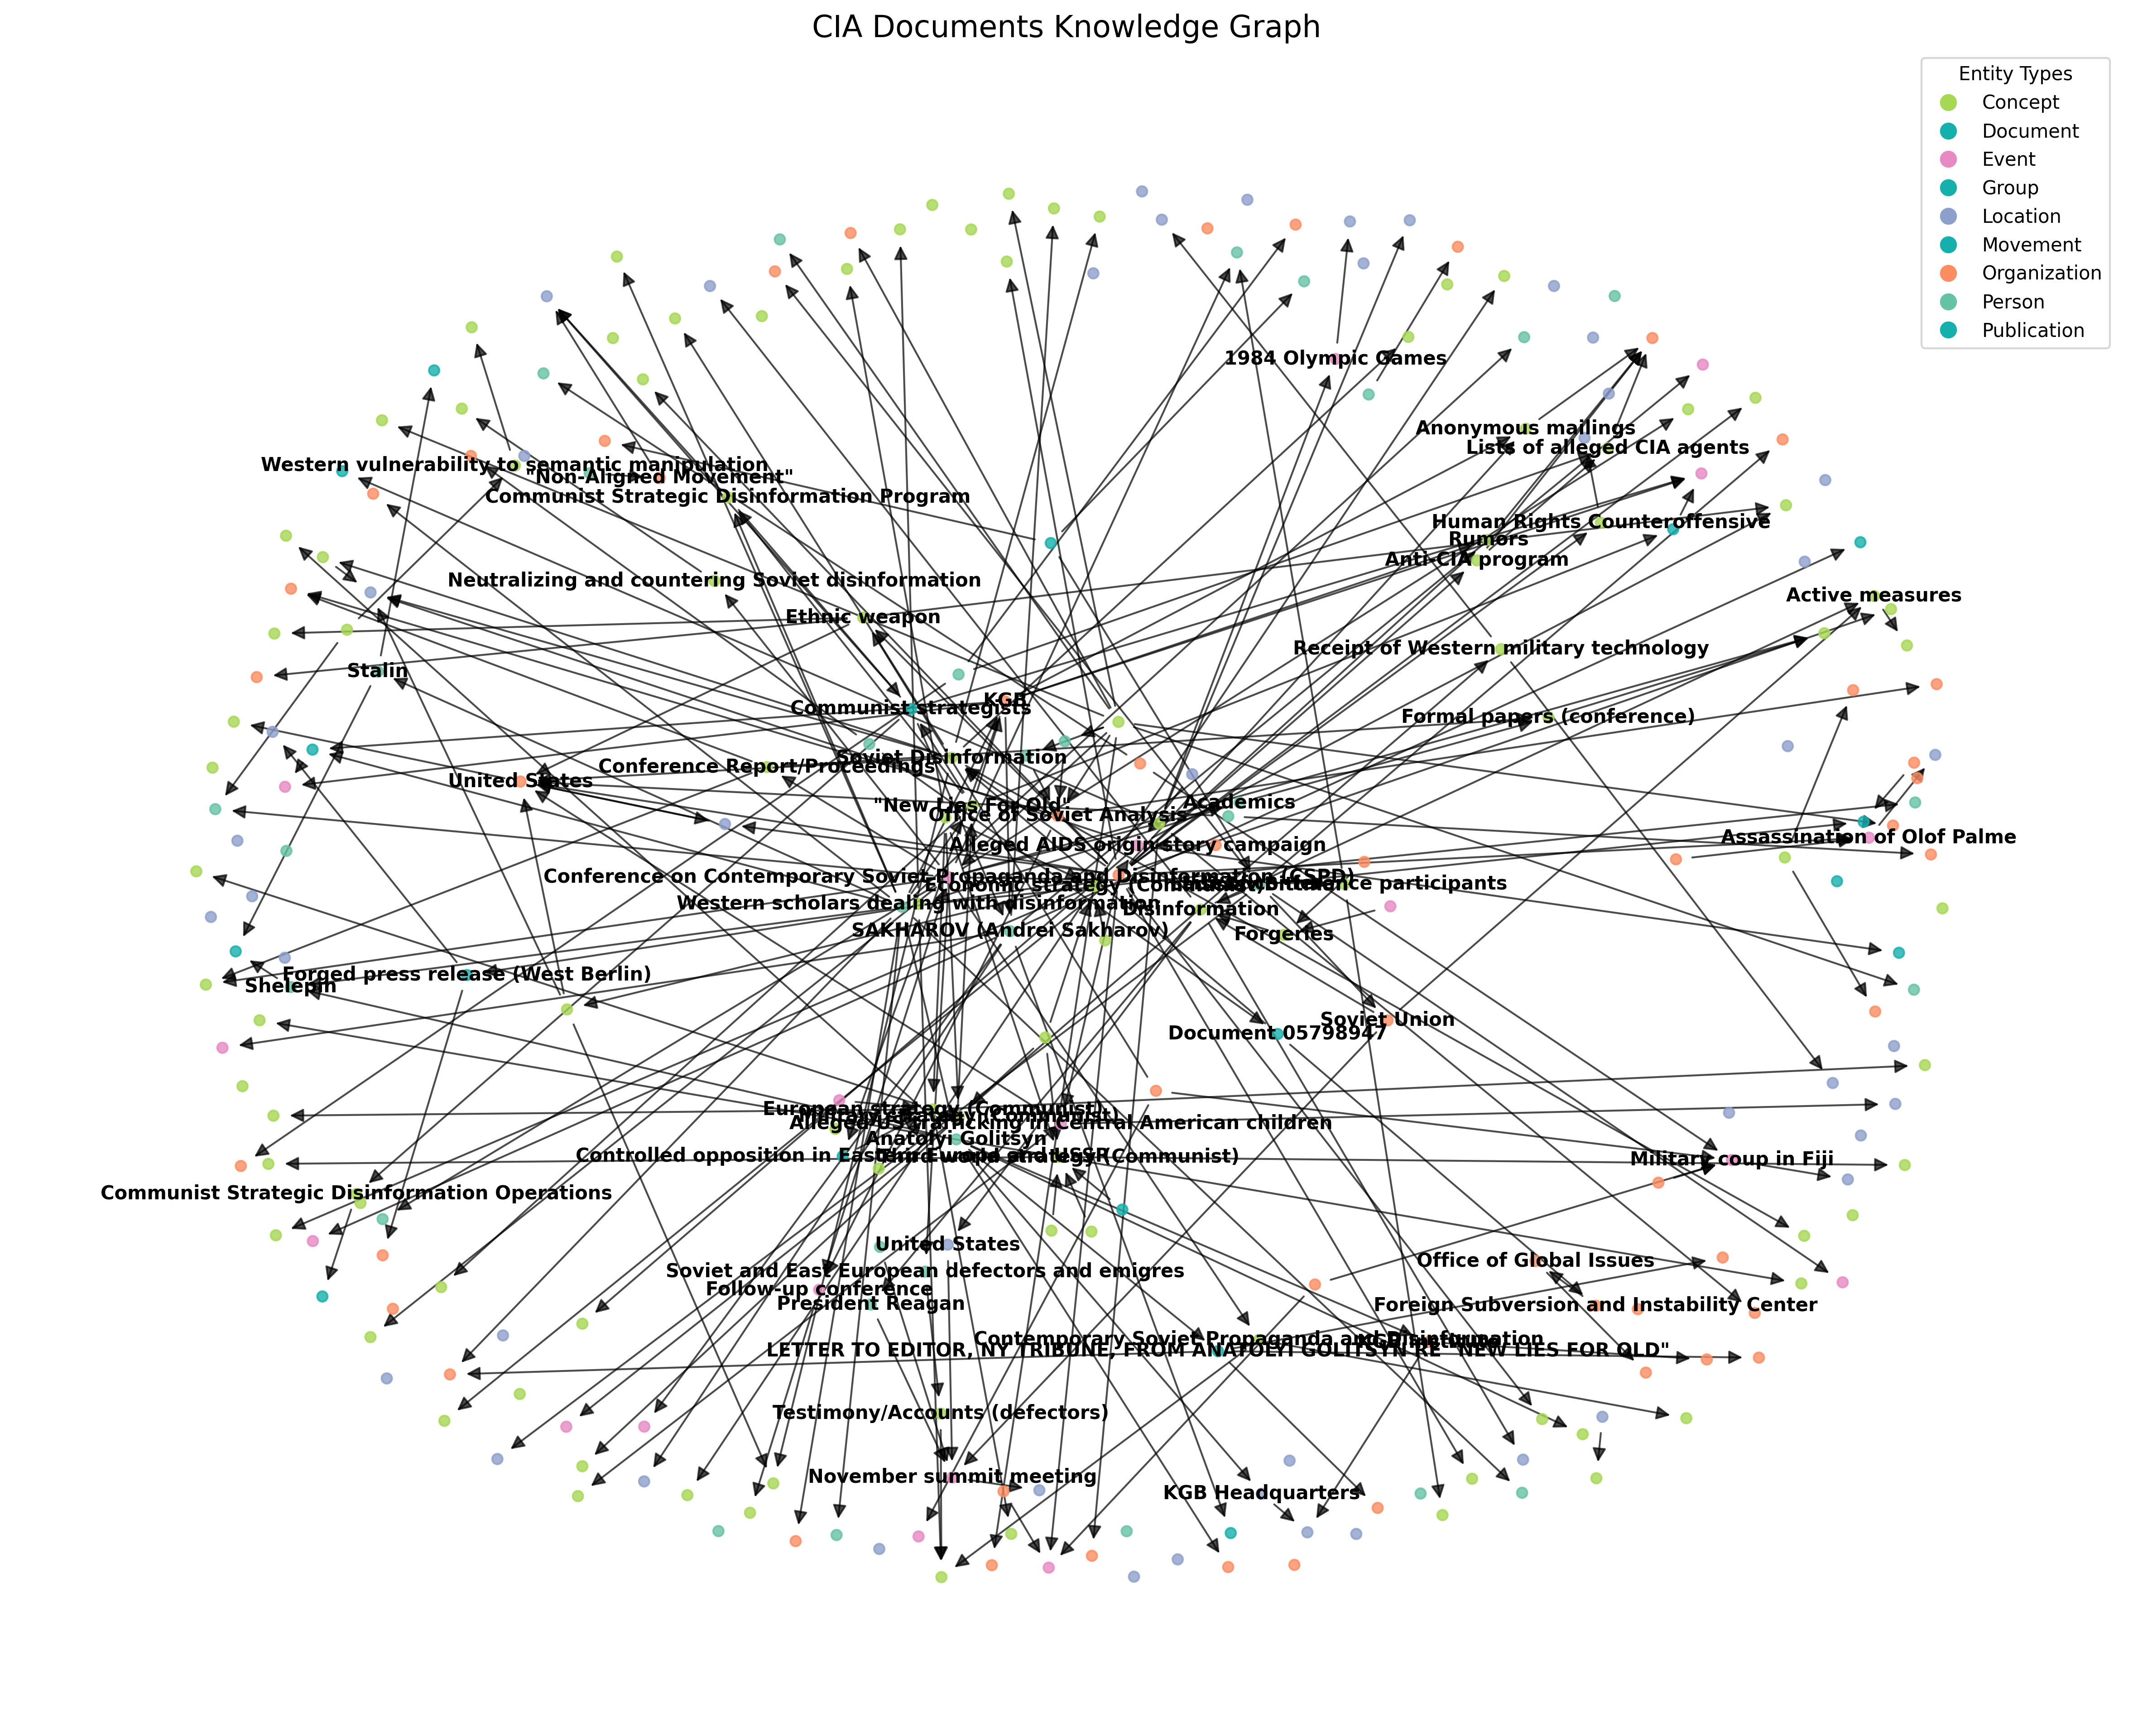 CIA Documents Knowledge Graph
Entity Types
Concept
Document
Event
Group
Location
Movement
Organization
Person
Publication
1984 Olympic Games
Anonymous mailings
Lists of alleged CIA agents
Western vulnerability to semantic manipulation
"Non-Aligned Movement"
Communist Strategic Disinformation Program
Human Rights Counteroffensive
Rumors
Anti-CIA program
Neutralizing and countering Soviet disinformation
Active measures
Ethnic weapon
Receipt of Western military technology
Stalin
KGB
Communist strategists
Formal papers (conference)
Soviet Disinformation
Conference Report/Proceedings
United States
"New Lies For Old"
Academics
Office of Soviet Analysis
Assassination of Olof Palme
Alleged AIDS origin story campaign
Conference on Contemporary Soviet Propaganda and Disinformation (CSPD)
Economic strategy
participants
Western scholars dealing with disinformation
Disinformation
SAKHAROV (Andrei Sakharov)
Forgeries
Forged press release (West Berlin)
Shelepin
Soviet Union
Document 05798947
European strategy (Communist)
Alleged US trafficking in Central American children
Anatolyi Golitsyn
Controlled opposition in Eastern Europe and USSR
Third world strategy (Communist)
Military coup in Fiji
Communist Strategic Disinformation Operations
United States
Office of Global Issues
Soviet and East European defectors and emigres
Follow-up conference
President Reagan
Foreign Subversion and Instability Center
Contemporary Soviet Propaganda and Disinformation
LETTER TO EDITOR, NY TRIBUNE, FROM ANATOLYI GOLITSYN RE "NEW LIES FOR OLD"
Testimony/Accounts (defectors)
November summit meeting
KGB Headquarters